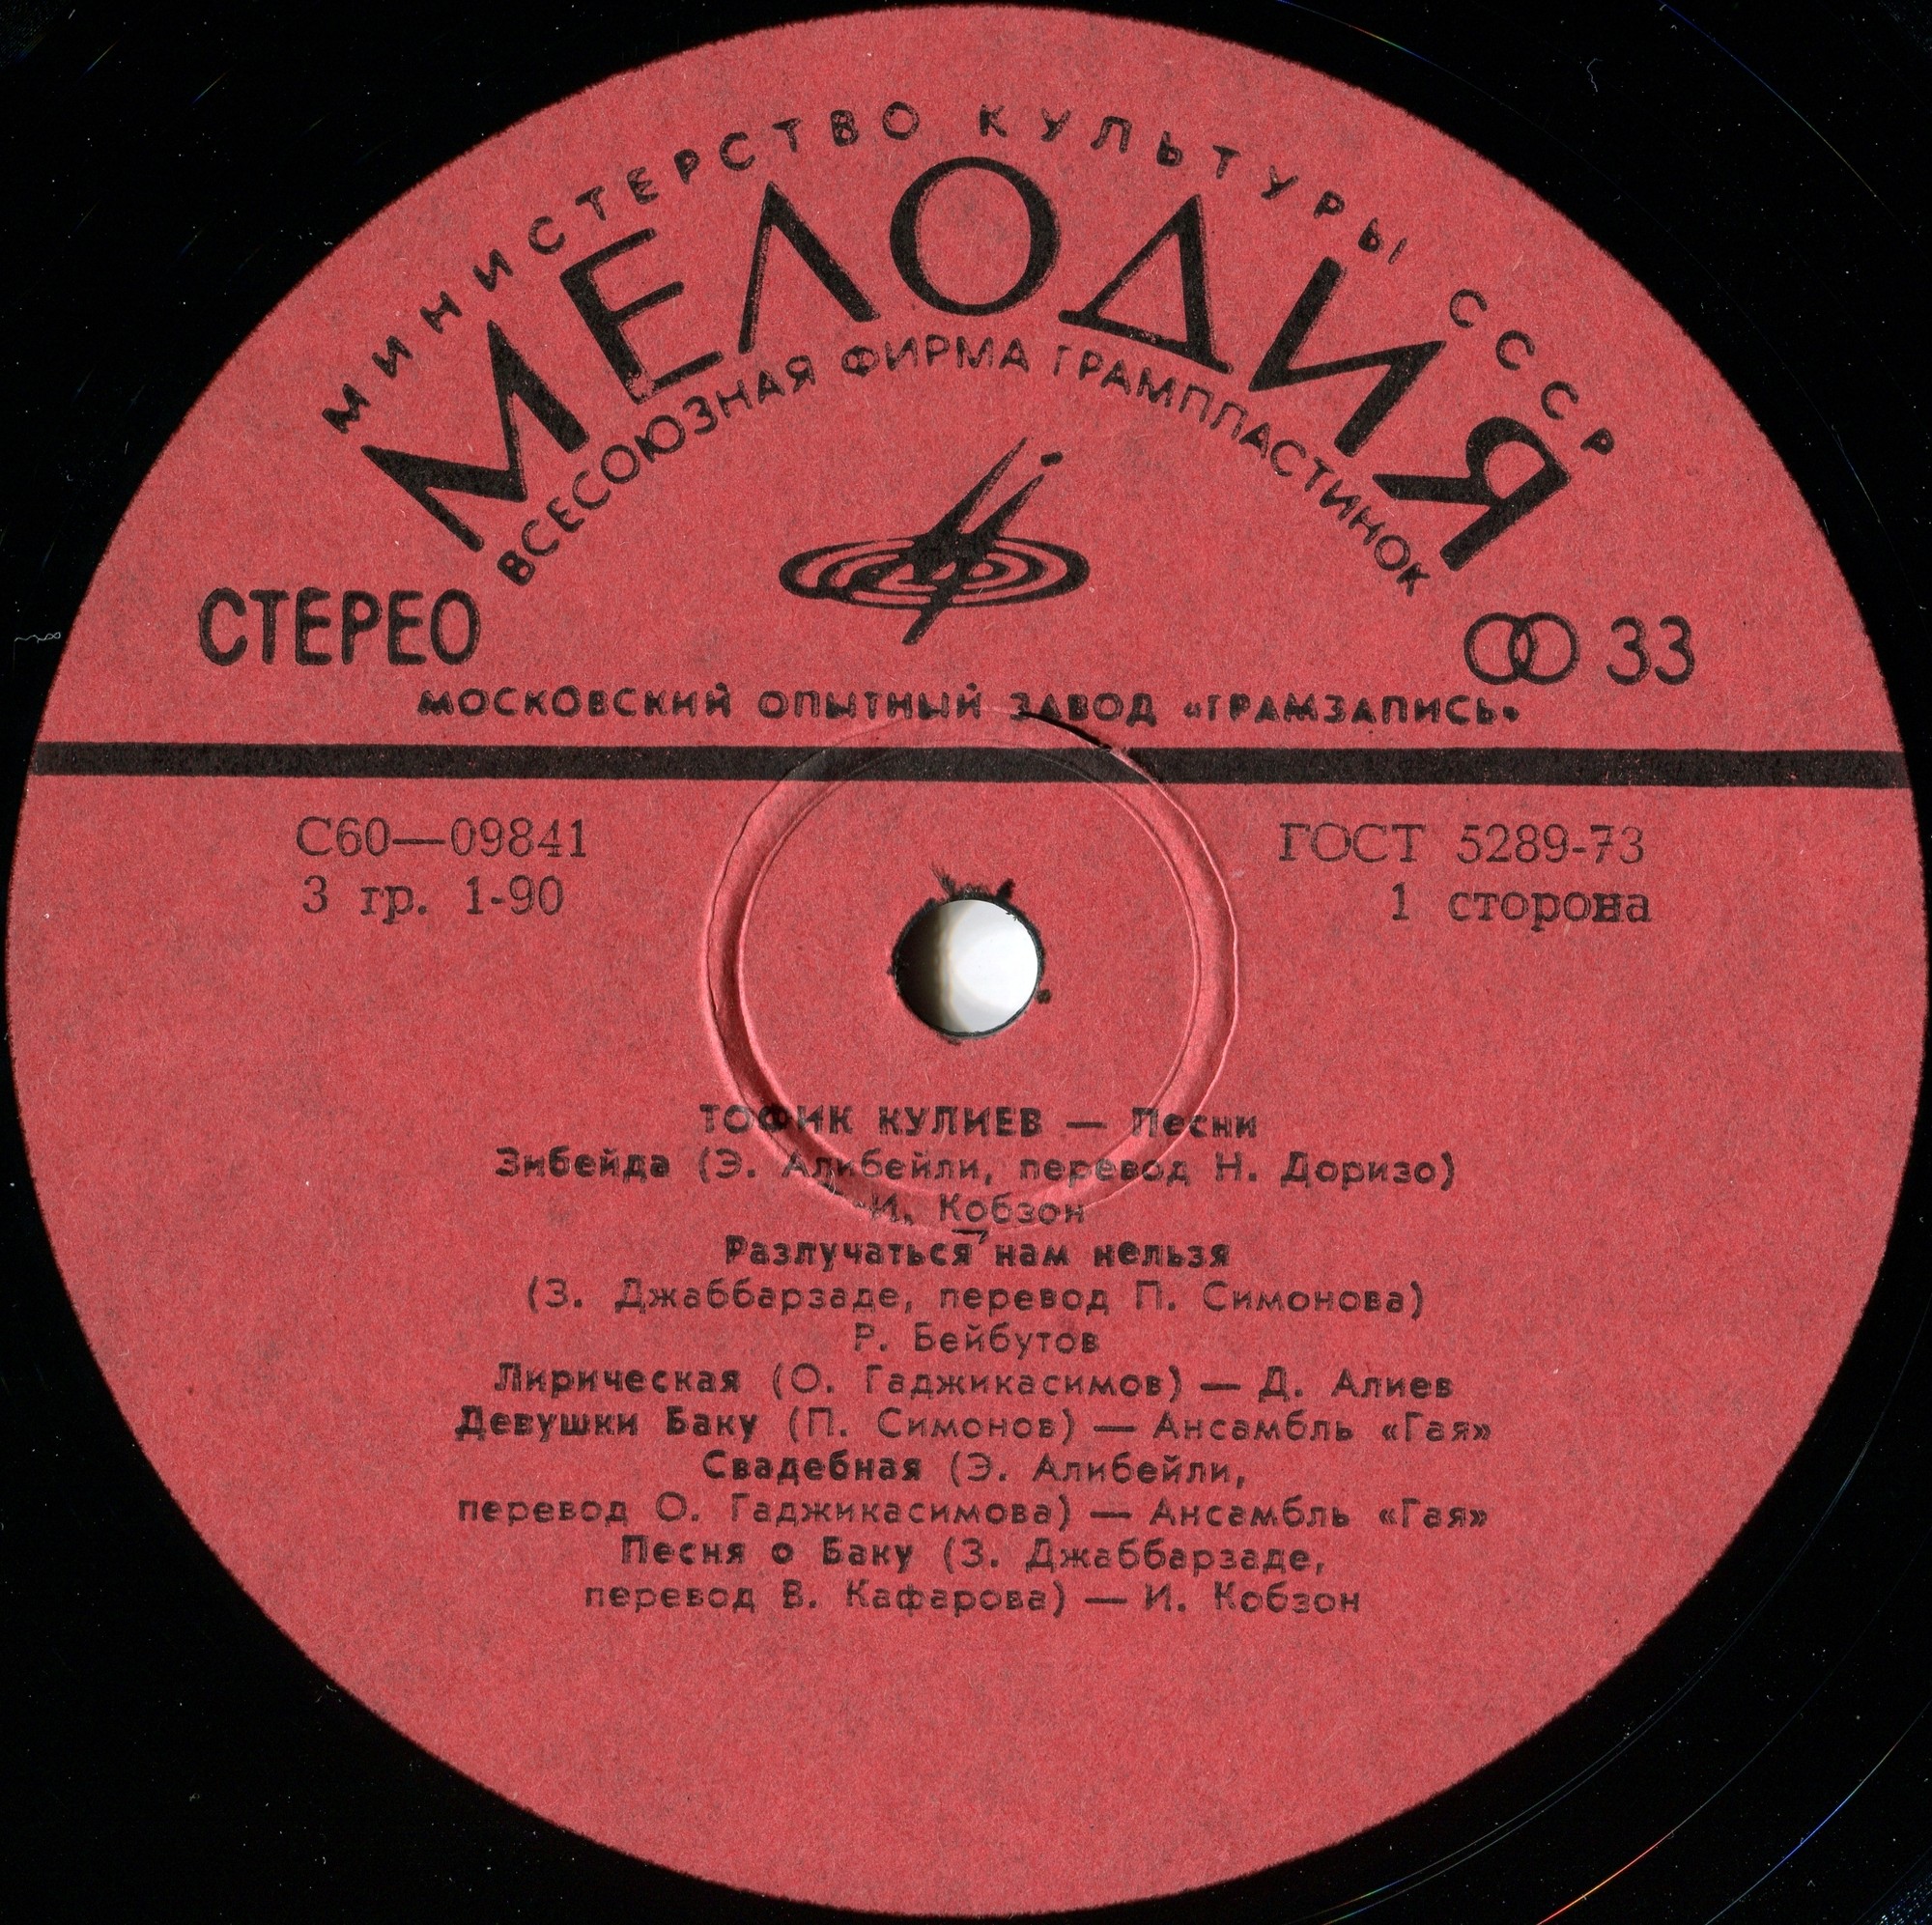 МИНИСТЕРСТВО КУЛЬТУРЫ СССР
МЕЛОДИЯ
ВСЕСОЮЗНАЯ ФИРМА ГРАМПЛАСТИНОК
СТЕРЕО
33
МОСКОВСКИЙ ОПЫТНЫЙ ЗАВОД «ГРАМЗАПИСЬ»
С60—09841
ГОСТ 5289-73
3 гр. 1-90
1 сторона
ТОФИК КУЛИЕВ — Песни
Зибейда (Э. Алибейли, перевод Н. Доризо)
И. Кобзон
Разлучаться нам нельзя
(З. Джаббарзаде, перевод П. Симонова)
Р. Бейбутов
Лирическая (О. Гаджикасимов) — Д. Алиев
Девушки Баку (П. Симонов) — Ансамбль «Гая»
Свадебная (Э. Алибейли,
перевод О. Гаджикасимова) — Ансамбль «Гая»
Песня о Баку (З. Джаббарзаде,
перевод В. Кафарова) — И. Кобзон